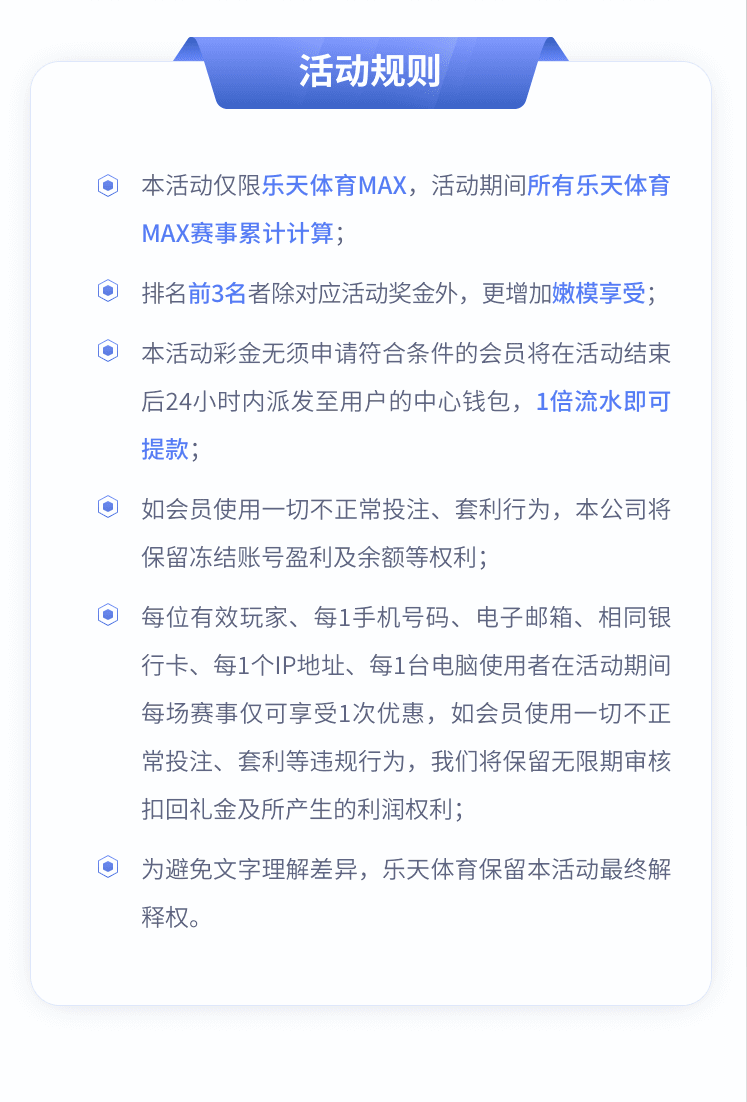 活动规则
本活动仅限乐天体育MAX，活动期间所有乐天体育
MAX赛事累计计算；
排名前3名者除对应活动奖金外，更增加嫩模享受；
本活动彩金无须申请符合条件的会员将在活动结束
后24小时内派发至用户的中心钱包，1倍流水即可
提款；
如会员使用一切不正常投注、套利行为，本公司将
保留冻结账号盈利及余额等权利；
每位有效玩家、每1手机号码、电子邮箱、相同银
行卡、每1个IP地址、每1台电脑使用者在活动期间
每场赛事仅可享受1次优惠，如会员使用一切不正
常投注、套利等违规行为，我们将保留无限期审核
扣回礼金及所产生的利润权利；
为避免文字理解差异，乐天体育保留本活动最终解
释权。